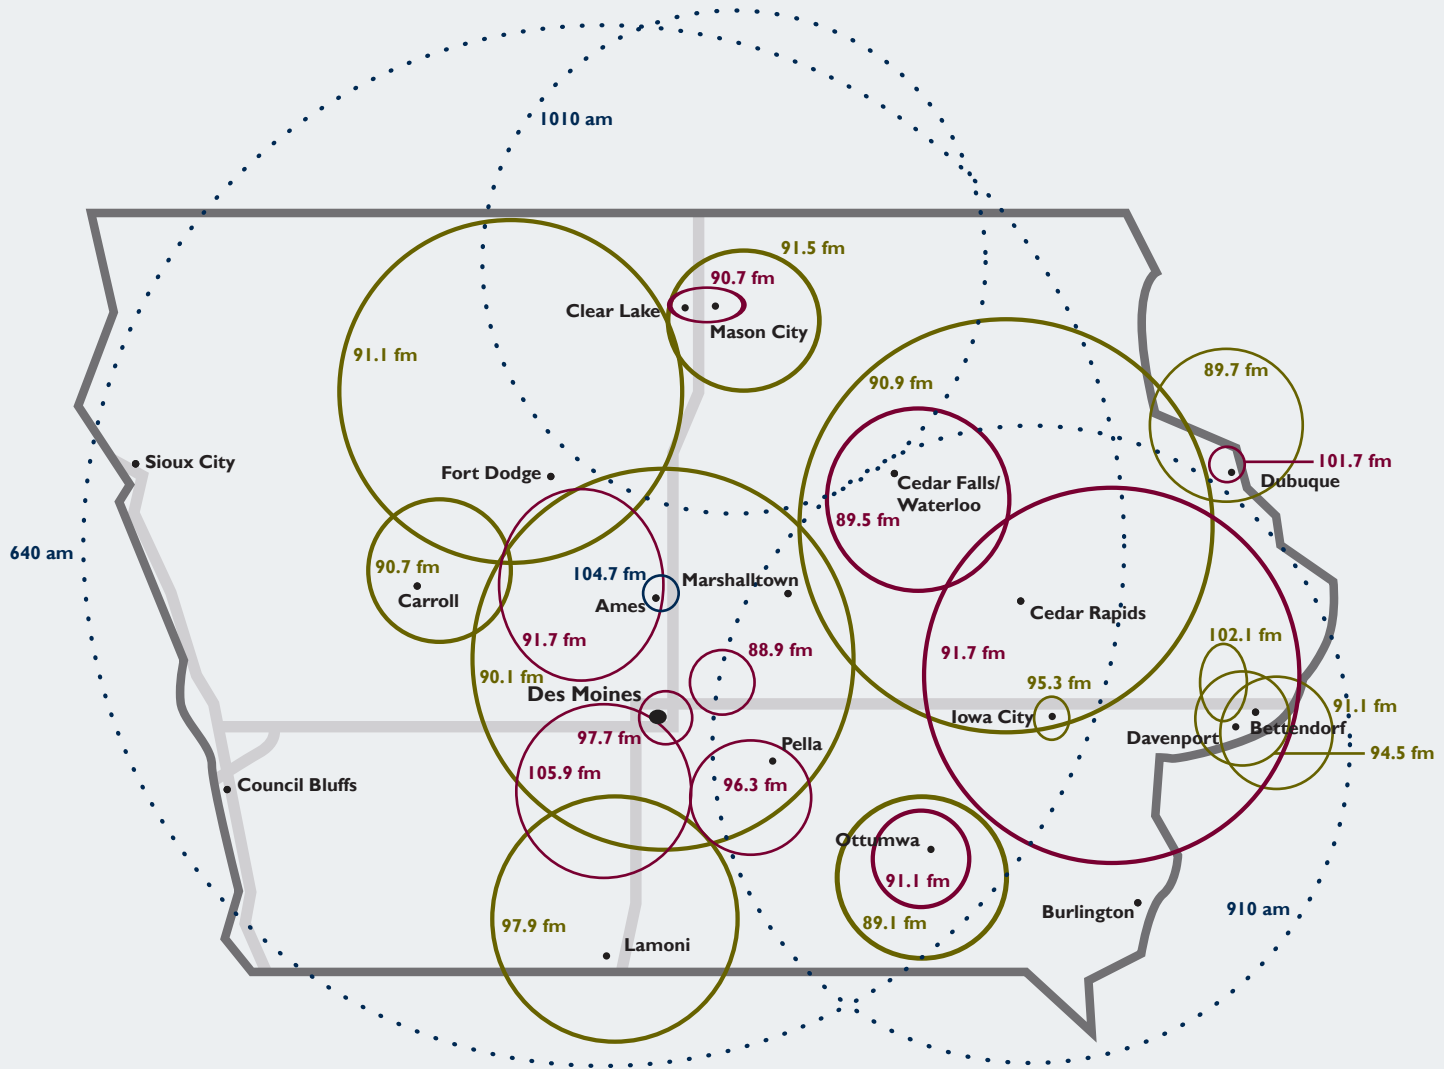 1010 am
91.5 fm
90.7 fm
Clear Lake
Mason City
91.1 fm
90.9 fm
89.7 fm
Sioux City
Fort Dodge
101.7 fm
Dubuque
Cedar Falls/
Waterloo
89.5 fm
640 am
90.7 fm
Carroll
104.7 fm
Ames
Marshalltown
Cedar Rapids
91.7 fm
88.9 fm
91.7 fm
102.1 fm
90.1 fm
Des Moines
95.3 fm
Iowa City
91.1 fm
Davenport
Bettendorf
97.7 fm
Pella
94.5 fm
105.9 fm
96.3 fm
Council Bluffs
Ottumwa
91.1 fm
89.1 fm
Burlington
910 am
97.9 fm
Lamoni